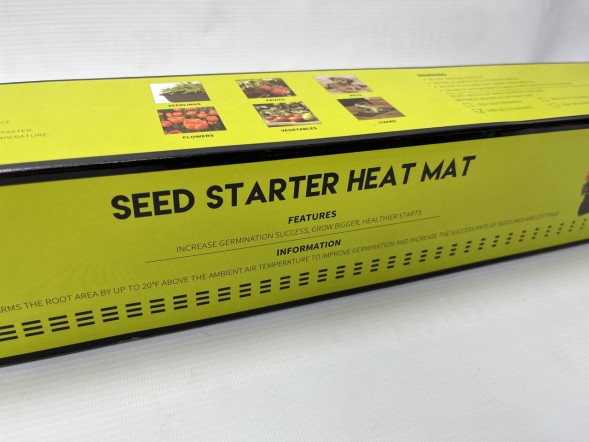 SEEDLINGS
FRUITS
PETS
FLOWERS
VEGETABLES
LIZARD
WARNING
SEED STARTER HEAT MAT
FEATURES
INCREASE GERMINATION SUCCESS, GROW BIGGER, HEALTHIER STARTS
INFORMATION
ARMS THE ROOT AREA BY UP TO 20°F ABOVE THE AMBIENT AIR TEMPERATURE TO IMPROVE GERMINATION AND INCREASE THE SUCCESS RATE OF SEEDLINGS AND CUTTINGS